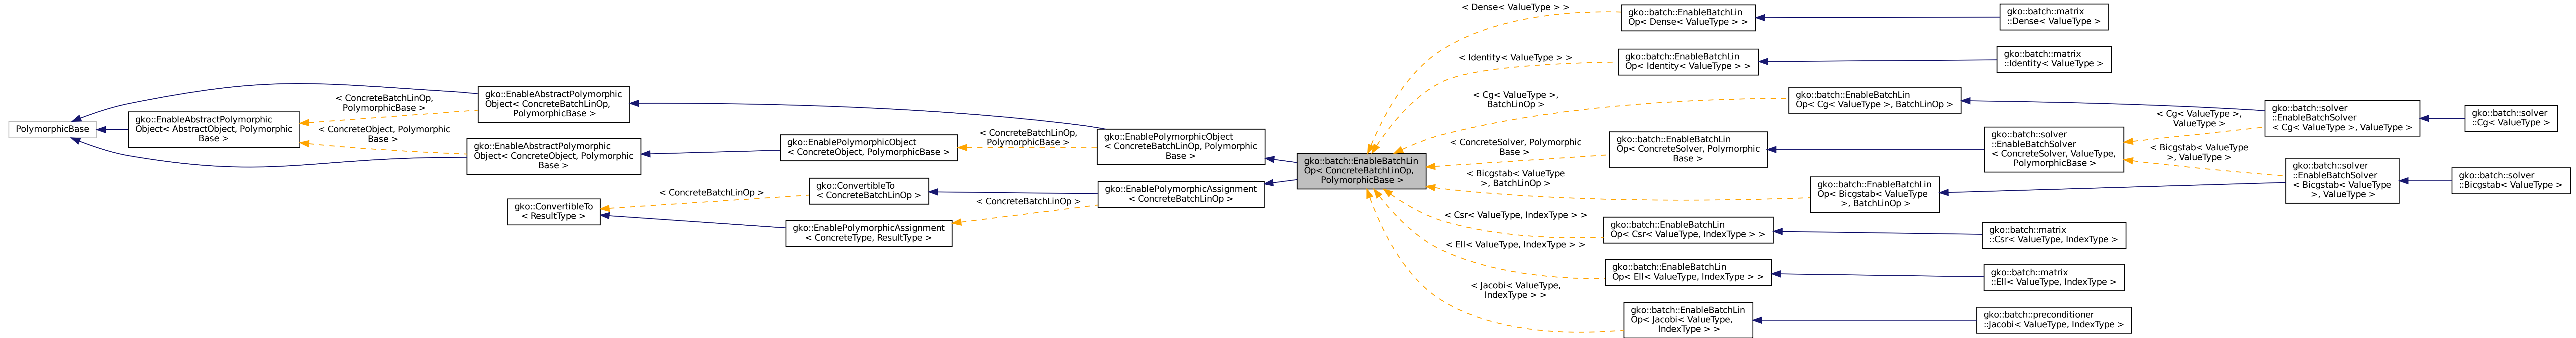 PolymorphicBase
gko::EnableAbstractPolymorphic
Object< AbstractObject, Polymorphic
Base >
< ConcreteBatchLinOp,
PolymorphicBase >
< ConcreteObject, Polymorphic
Base >
gko::EnableAbstractPolymorphic
Object< ConcreteBatchLinOp,
PolymorphicBase >
gko::EnableAbstractPolymorphic
Object< ConcreteObject, Polymorphic
Base >
gko::ConvertibleTo
< ResultType >
< ConcreteBatchLinOp >
gko::EnablePolymorphicObject
< ConcreteObject, PolymorphicBase >
gko::ConvertibleTo
< ConcreteBatchLinOp >
gko::EnablePolymorphicAssignment
< ConcreteType, ResultType >
< ConcreteBatchLinOp,
PolymorphicBase >
< ConcreteBatchLinOp >
gko::EnablePolymorphicObject
< ConcreteBatchLinOp, Polymorphic
Base >
gko::EnablePolymorphicAssignment
< ConcreteBatchLinOp >
gko::batch::EnableBatchLin
Op< ConcreteBatchLinOp,
PolymorphicBase >
< Dense< ValueType > >
< Identity< ValueType > >
< Cg< ValueType >,
BatchLinOp >
< ConcreteSolver, Polymorphic
Base >
< Bicgstab< ValueType
>, BatchLinOp >
< Csr< ValueType, IndexType > >
< Ell< ValueType, IndexType > >
< Jacobi< ValueType,
IndexType > >
gko::batch::EnableBatchLin
Op< Dense< ValueType > >
gko::batch::EnableBatchLin
Op< Identity< ValueType > >
gko::batch::EnableBatchLin
Op< Cg< ValueType >, BatchLinOp >
gko::batch::EnableBatchLin
Op< ConcreteSolver, Polymorphic
Base >
gko::batch::EnableBatchLin
Op< Bicgstab< ValueType
>, BatchLinOp >
gko::batch::EnableBatchLin
Op< Csr< ValueType, IndexType > >
gko::batch::EnableBatchLin
Op< Ell< ValueType, IndexType > >
gko::batch::EnableBatchLin
Op< Jacobi< ValueType,
IndexType > >
gko::batch::matrix
::Dense< ValueType >
gko::batch::matrix
::Identity< ValueType >
gko::batch::solver
::EnableBatchSolver
< ConcreteSolver, ValueType,
PolymorphicBase >
gko::batch::matrix
::Csr< ValueType, IndexType >
gko::batch::matrix
::Ell< ValueType, IndexType >
gko::batch::preconditioner
::Jacobi< ValueType, IndexType >
< Cg< ValueType >,
ValueType >
< Bicgstab< ValueType
>, ValueType >
gko::batch::solver
::EnableBatchSolver
< Cg< ValueType >, ValueType >
gko::batch::solver
::EnableBatchSolver
< Bicgstab< ValueType
>, ValueType >
gko::batch::solver
::Cg< ValueType >
gko::batch::solver
::Bicgstab< ValueType >